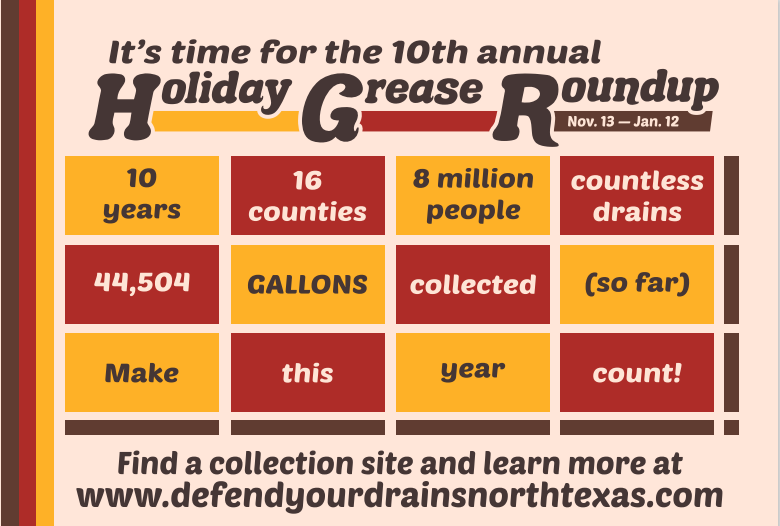 It's time for the 10th annual
Holiday Grease Roundup
Nov. 13 — Jan. 12
10
years
16
counties
8 million
people
countless
drains
44,504
GALLONS
collected
(so far)
Make
this
year
count!
Find a collection site and learn more at
www.defendyourdrainsnorthtexas.com